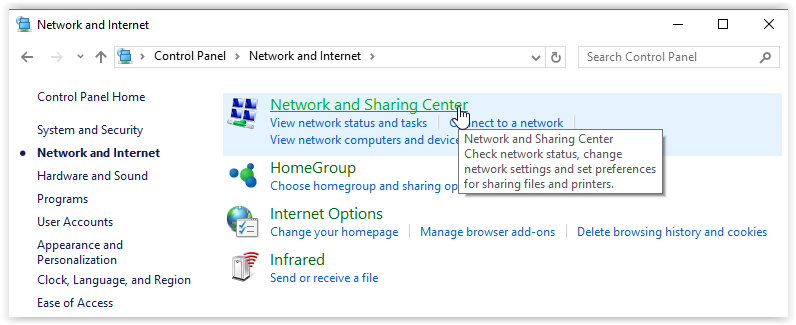 Network and Internet
Control Panel > Network and Internet >
Search Control Panel
Control Panel Home
System and Security
Network and Internet
Hardware and Sound
Programs
User Accounts
Appearance and
Personalization
Clock, Language, and Region
Ease of Access
Network and Sharing Center
View network status and tasks
nnect to a network
View network computers and device
Network and Sharing Center
Check network status, change
network settings and set preferences
for sharing files and printers.
HomeGroup
Choose homegroup and sharing op
Internet Options
Change your homepage
Manage browser add-ons
Delete browsing history and cookies
Infrared
Send or receive a file